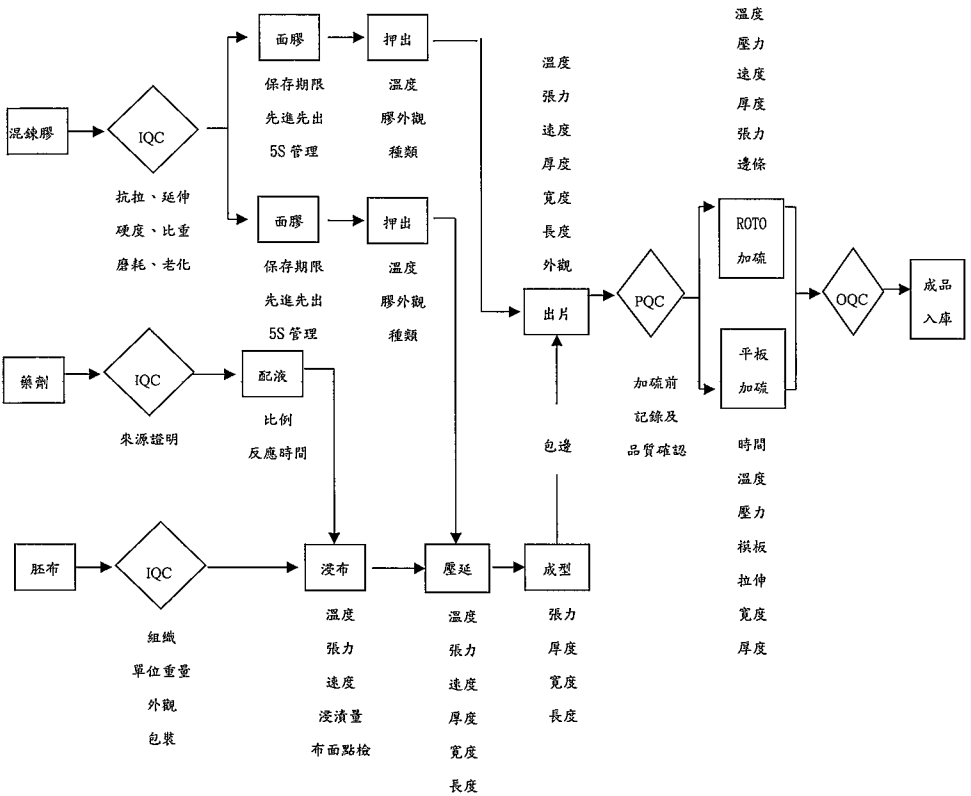 混鍊膠
IQC
抗拉、延伸
硬度、比重
磨耗、老化
面膠
保存期限
先進先出
5S 管理
押出
溫度
膠外觀
種類
面膠
保存期限
先進先出
5S 管理
押出
溫度
膠外觀
種類
藥劑
IQC
來源證明
配液
比例
反應時間
胚布
IQC
組織
單位重量
外觀
包裝
浸布
溫度
張力
速度
浸漬量
布面點檢
壓延
溫度
張力
速度
厚度
寬度
長度
成型
張力
厚度
寬度
長度
包邊
溫度
張力
速度
厚度
寬度
長度
外觀
出片
PQC
加硫前
記錄及
品質確認
溫度
壓力
速度
厚度
張力
邊條
ROTO
加硫
平板
加硫
時間
溫度
壓力
模板
拉伸
寬度
厚度
OQC
成品
入庫